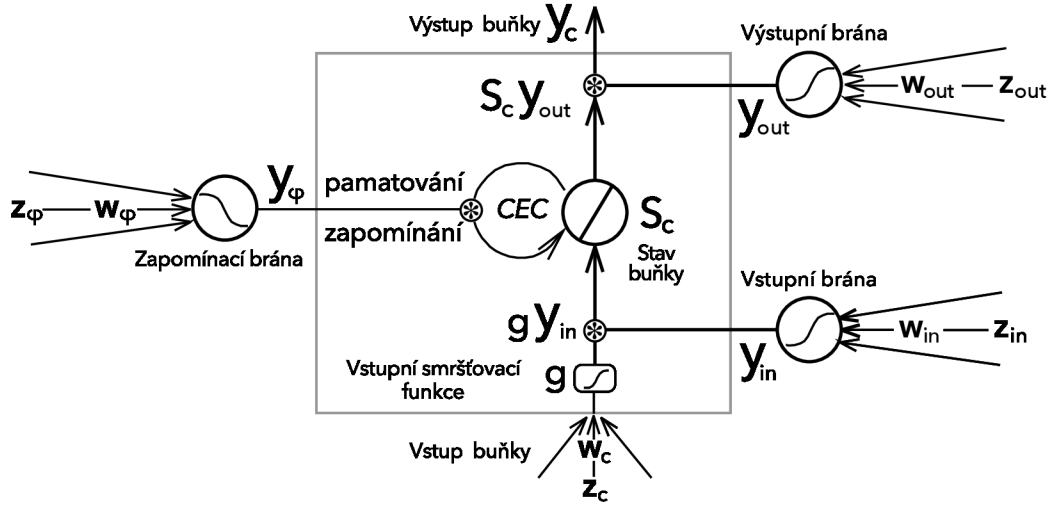 Výstup buňky y_c
Výstupní brána
S_c y_out
w_out z_out
y_out
y_φ pamatování
z_φ w_φ
CEC
S_c
zapomínání
Zapomínací brána
Stav
buňky
Vstupní brána
g y_in
w_in z_in
y_in
Vstupní smršťovací
funkce
g
Vstup buňky
w_c
z_c